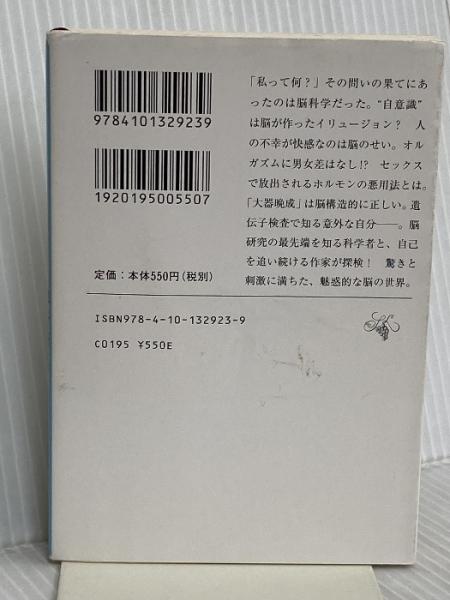 9784101329239
1920195005507
定価：本体550円（税別）
ISBN978-4-10-132923-9
C0195 ¥550E
「私って何？」その問いの果てにあ
ったのは脳科学だった。“自意識”
は脳が作ったイリュージョン？ 人
の不幸が快感なのは脳のせい。オル
ガズムに男女差はなし!? セックス
で放出されるホルモンの悪用法とは。
「大器晩成」は脳構造的に正しい。遺
伝子検査で知る意外な自分――。脳
研究の最先端を知る科学者と、自己
を追い続ける作家が探検！ 驚きと
刺激に満ちた、魅惑的な脳の世界。